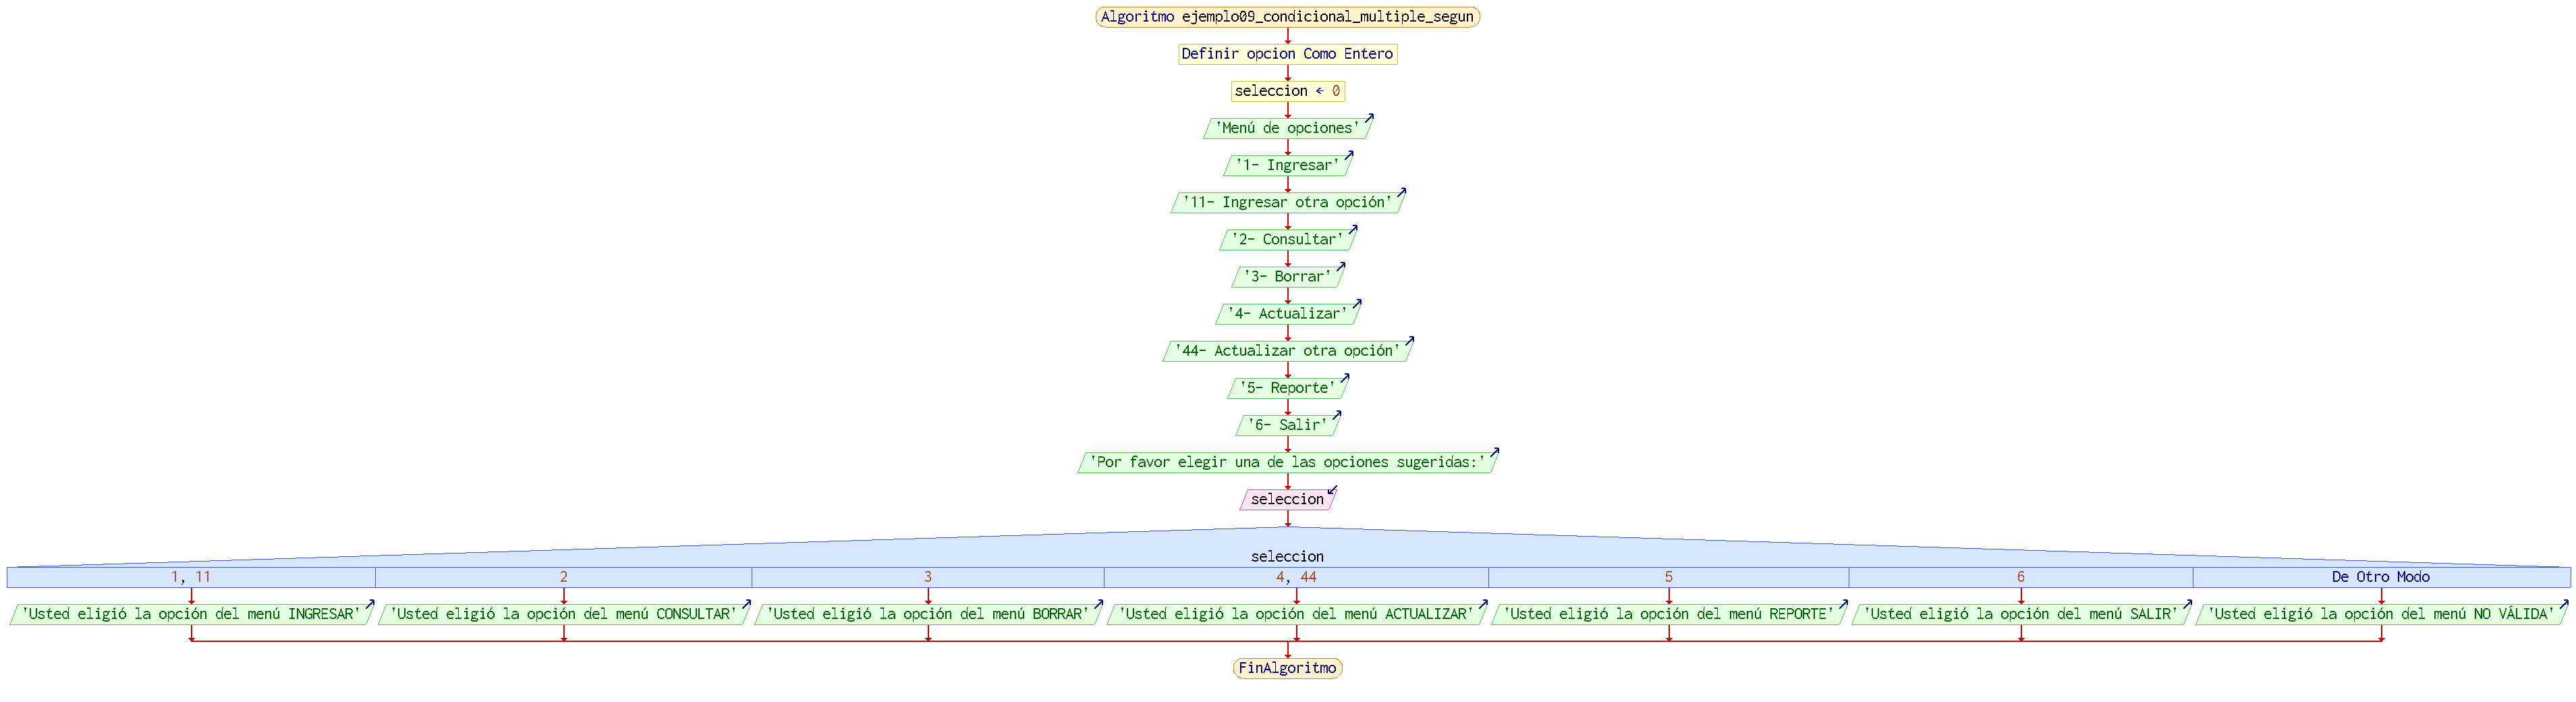 Algoritmo ejemplo09_condicional_multiple_segun
Definir opcion Como Entero
seleccion ← 0
'Menú de opciones'
'1- Ingresar'
'11- Ingresar otra opción'
'2- Consultar'
'3- Borrar'
'4- Actualizar'
'44- Actualizar otra opción'
'5- Reporte'
'6- Salir'
'Por favor elegir una de las opciones sugeridas:'
seleccion
seleccion
1, 11 2 3 4, 44 5 6 De Otro Modo
'Usted eligió la opción del menú INGRESAR' 'Usted eligió la opción del menú CONSULTAR' 'Usted eligió la opción del menú BORRAR' 'Usted eligió la opción del menú ACTUALIZAR' 'Usted eligió la opción del menú REPORTE' 'Usted eligió la opción del menú SALIR' 'Usted eligió la opción del menú NO VÁLIDA'
FinAlgoritmo